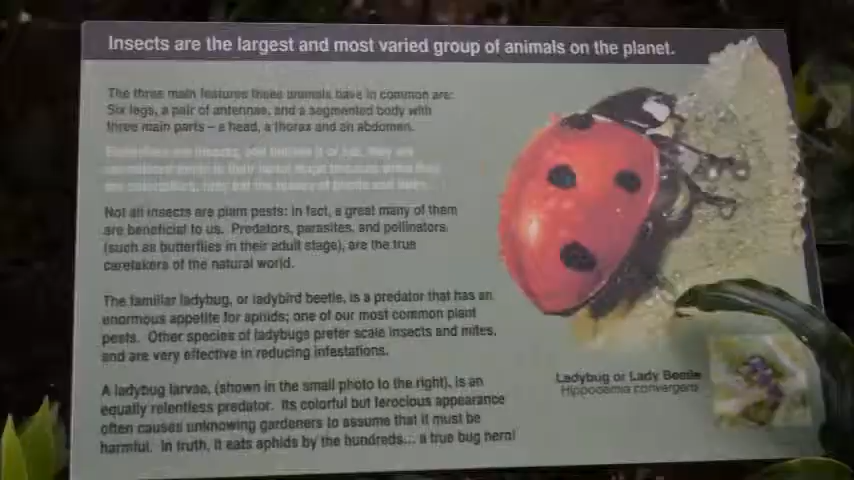 Insects are the largest and most varied group of animals on the planet.
The three main features these animals have in common are:
Six legs, a pair of antennae, and a segmented body with
three main parts – a head, a thorax and an abdomen.
Not all insects are plant pests: in fact, a great many of them
are beneficial to us. Predators, parasites, and pollinators,
(such as butterflies in their adult stage), are the true
caretakers of the natural world.
The familiar ladybug, or ladybird beetle, is a predator that has an
enormous appetite for aphids; one of our most common plant
pests. Other species of ladybugs prefer scale insects and mites,
and are very effective in reducing infestations.
A ladybug larvae, (shown in the small photo to the right), is an
equally relentless predator. Its colorful but ferocious appearance
often causes unknowing gardeners to assume that it must be
harmful. In truth, it eats aphids by the hundreds... a true bug hero!
Ladybug or Lady Beetle
Hippodamia convergens